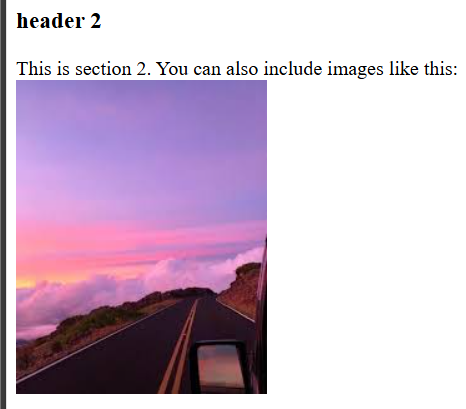 header 2
This is section 2. You can also include images like this: